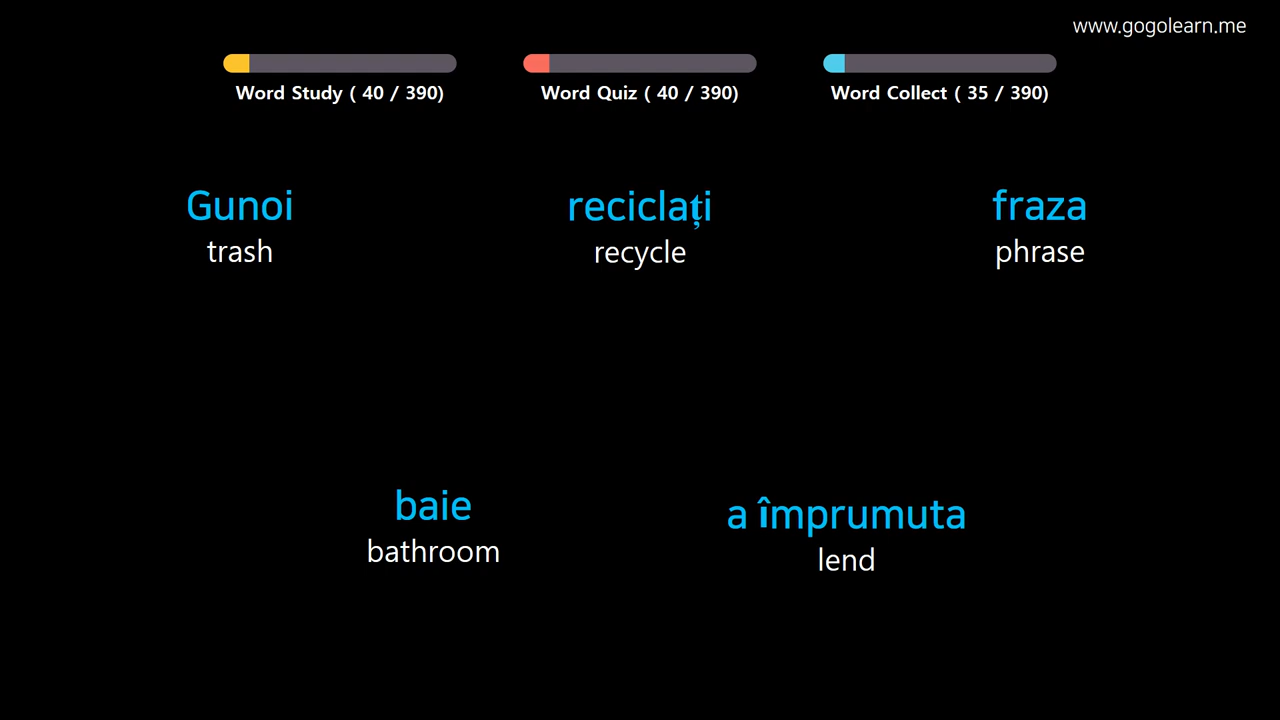 www.gogolearn.me
Word Study ( 40 / 390)
Word Quiz ( 40 / 390)
Word Collect ( 35 / 390)
Gunoi
trash
reciclați
recycle
fraza
phrase
baie
bathroom
a împrumuta
lend